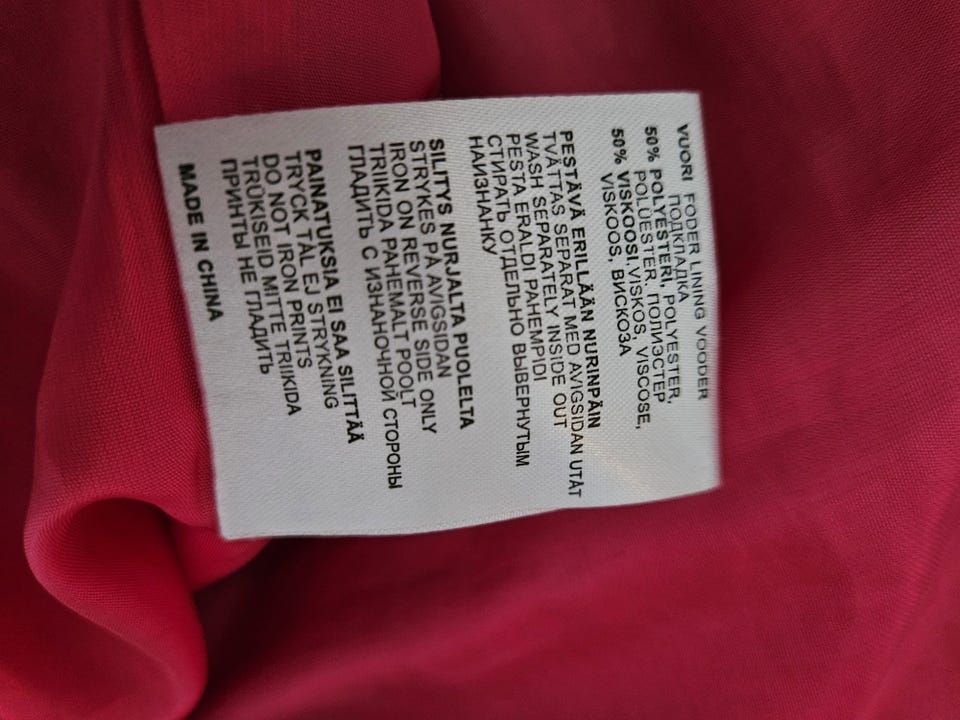 VUORI FODER LINING VOODER
ПОДКЛАДКА
50% POLYESTERI, POLYESTER,
POLÜESTER, ПОЛИЭСТЕР
50% VISKOOSI, VISKOS, VISCOSE,
VISKOOS, ВИСКОЗА
PESTÄVÄ ERILLÄÄN NURINPÄIN
TVÄTTAS SEPARAT MED AVIGSIDAN UTÅT
WASH SEPARATELY INSIDE OUT
PESTA ERALDI PAHEMPIDI
СТИРАТЬ ОТДЕЛЬНО ВЫВЕРНУТЫМ
НАИЗНАНКУ
SILITYS NURJALTA PUOLELTA
STRYKES PÅ AVIGSIDAN
IRON ON REVERSE SIDE ONLY
TRIIKIDA PAHEMALT POOLT
ГЛАДИТЬ С ИЗНАНОЧНОЙ СТОРОНЫ
PAINATUKSIA EI SAA SILITTÄÄ
TRYCK TÅL EJ STRYKNING
DO NOT IRON PRINTS
TRÜKISEID MITTE TRIIKIDA
ПРИНТЫ НЕ ГЛАДИТЬ
MADE IN CHINA